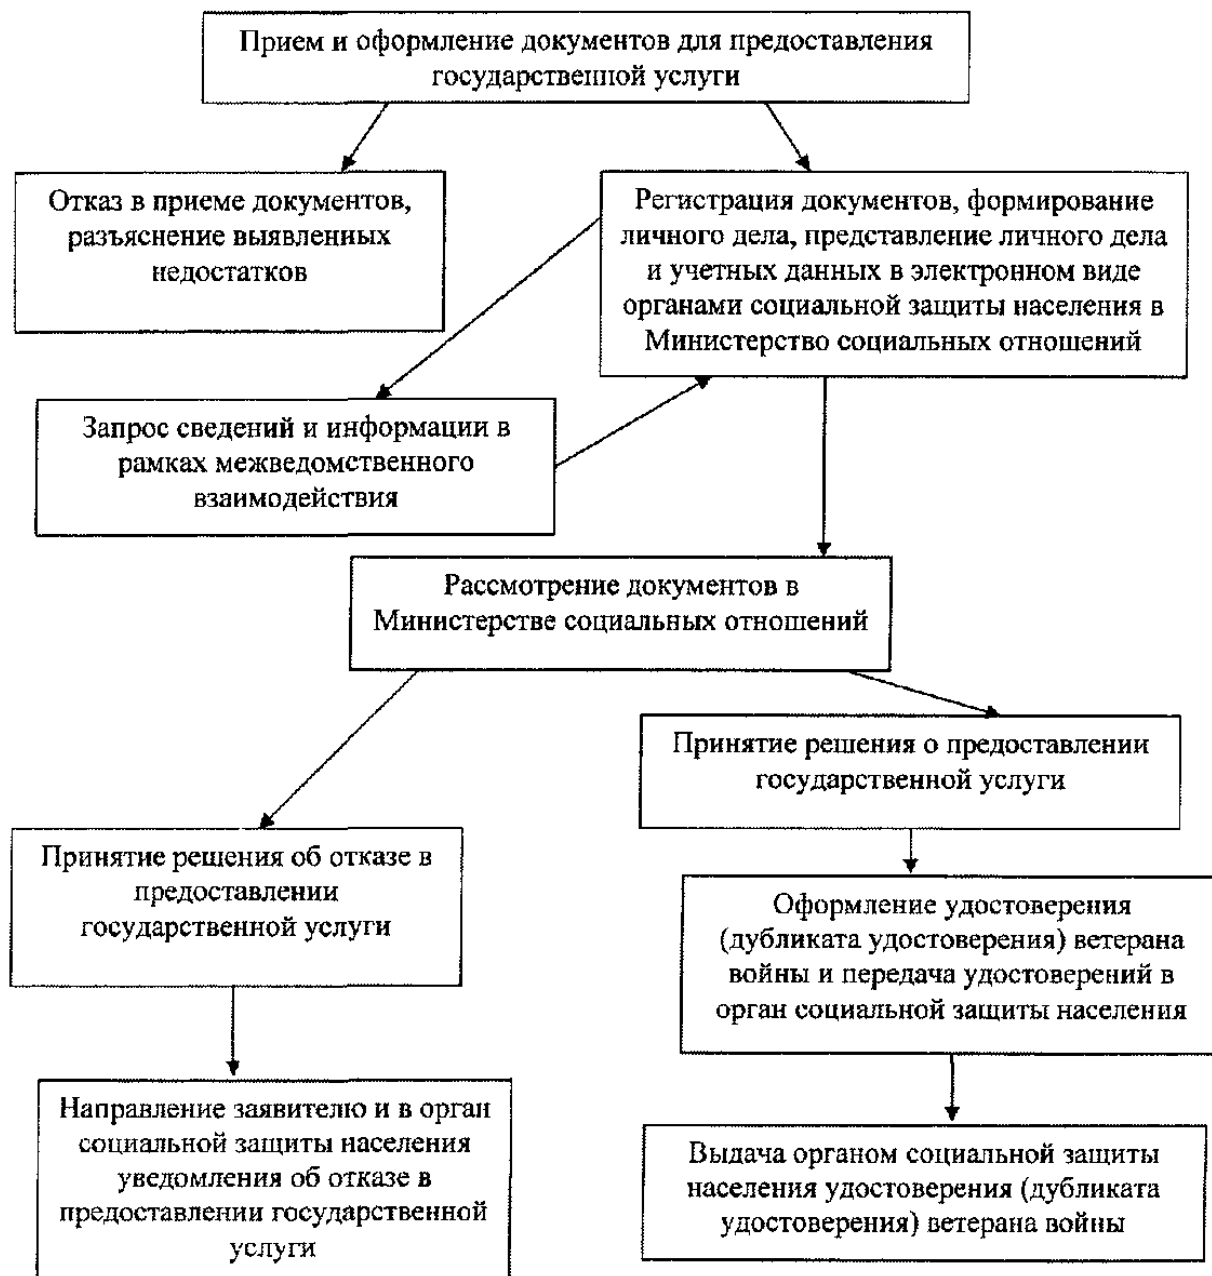 Прием и оформление документов для предоставления
государственной услуги
Отказ в приеме документов,
разъяснение выявленных
недостатков
Регистрация документов, формирование
личного дела, представление личного дела
и учетных данных в электронном виде
органами социальной защиты населения в
Министерство социальных отношений
Запрос сведений и информации в
рамках межведомственного
взаимодействия
Рассмотрение документов в
Министерстве социальных отношений
Принятие решения о предоставлении
государственной услуги
Принятие решения об отказе в
предоставлении
государственной услуги
Оформление удостоверения
(дубликата удостоверения) ветерана
войны и передача удостоверений в
орган социальной защиты населения
Направление заявителю и в орган
социальной защиты населения
уведомления об отказе в
предоставлении государственной
услуги
Выдача органом социальной защиты
населения удостоверения (дубликата
удостоверения) ветерана войны